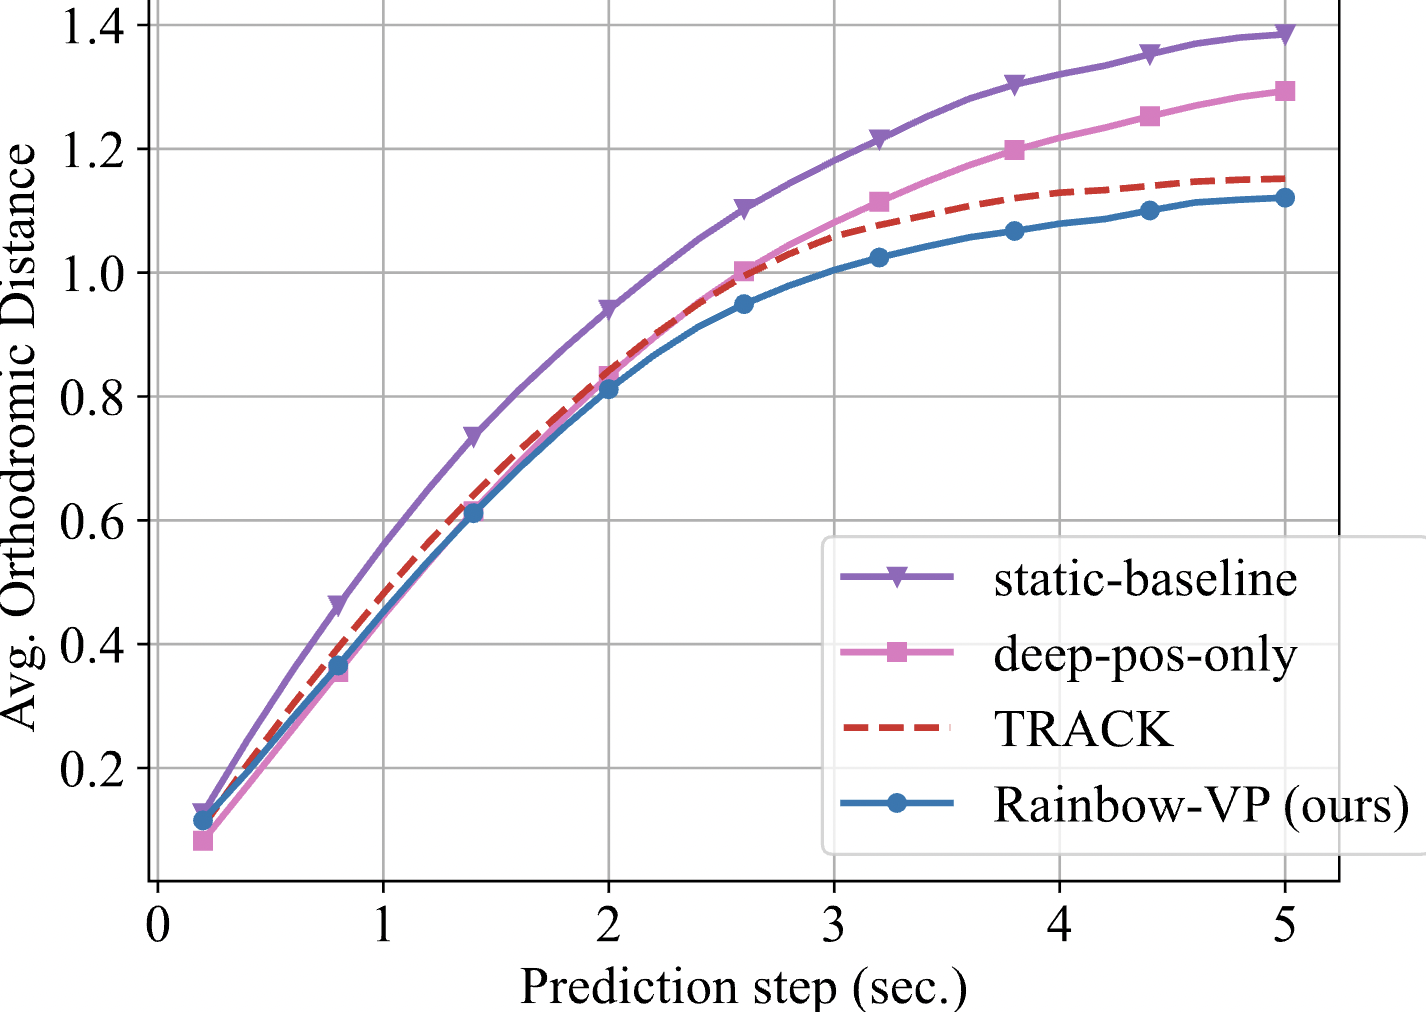 Avg. Orthodromic Distance
1.4
1.2
1.0
0.8
0.6
0.4
0.2
0 1 2 3 4 5
Prediction step (sec.)
static-baseline
deep-pos-only
TRACK
Rainbow-VP (ours)